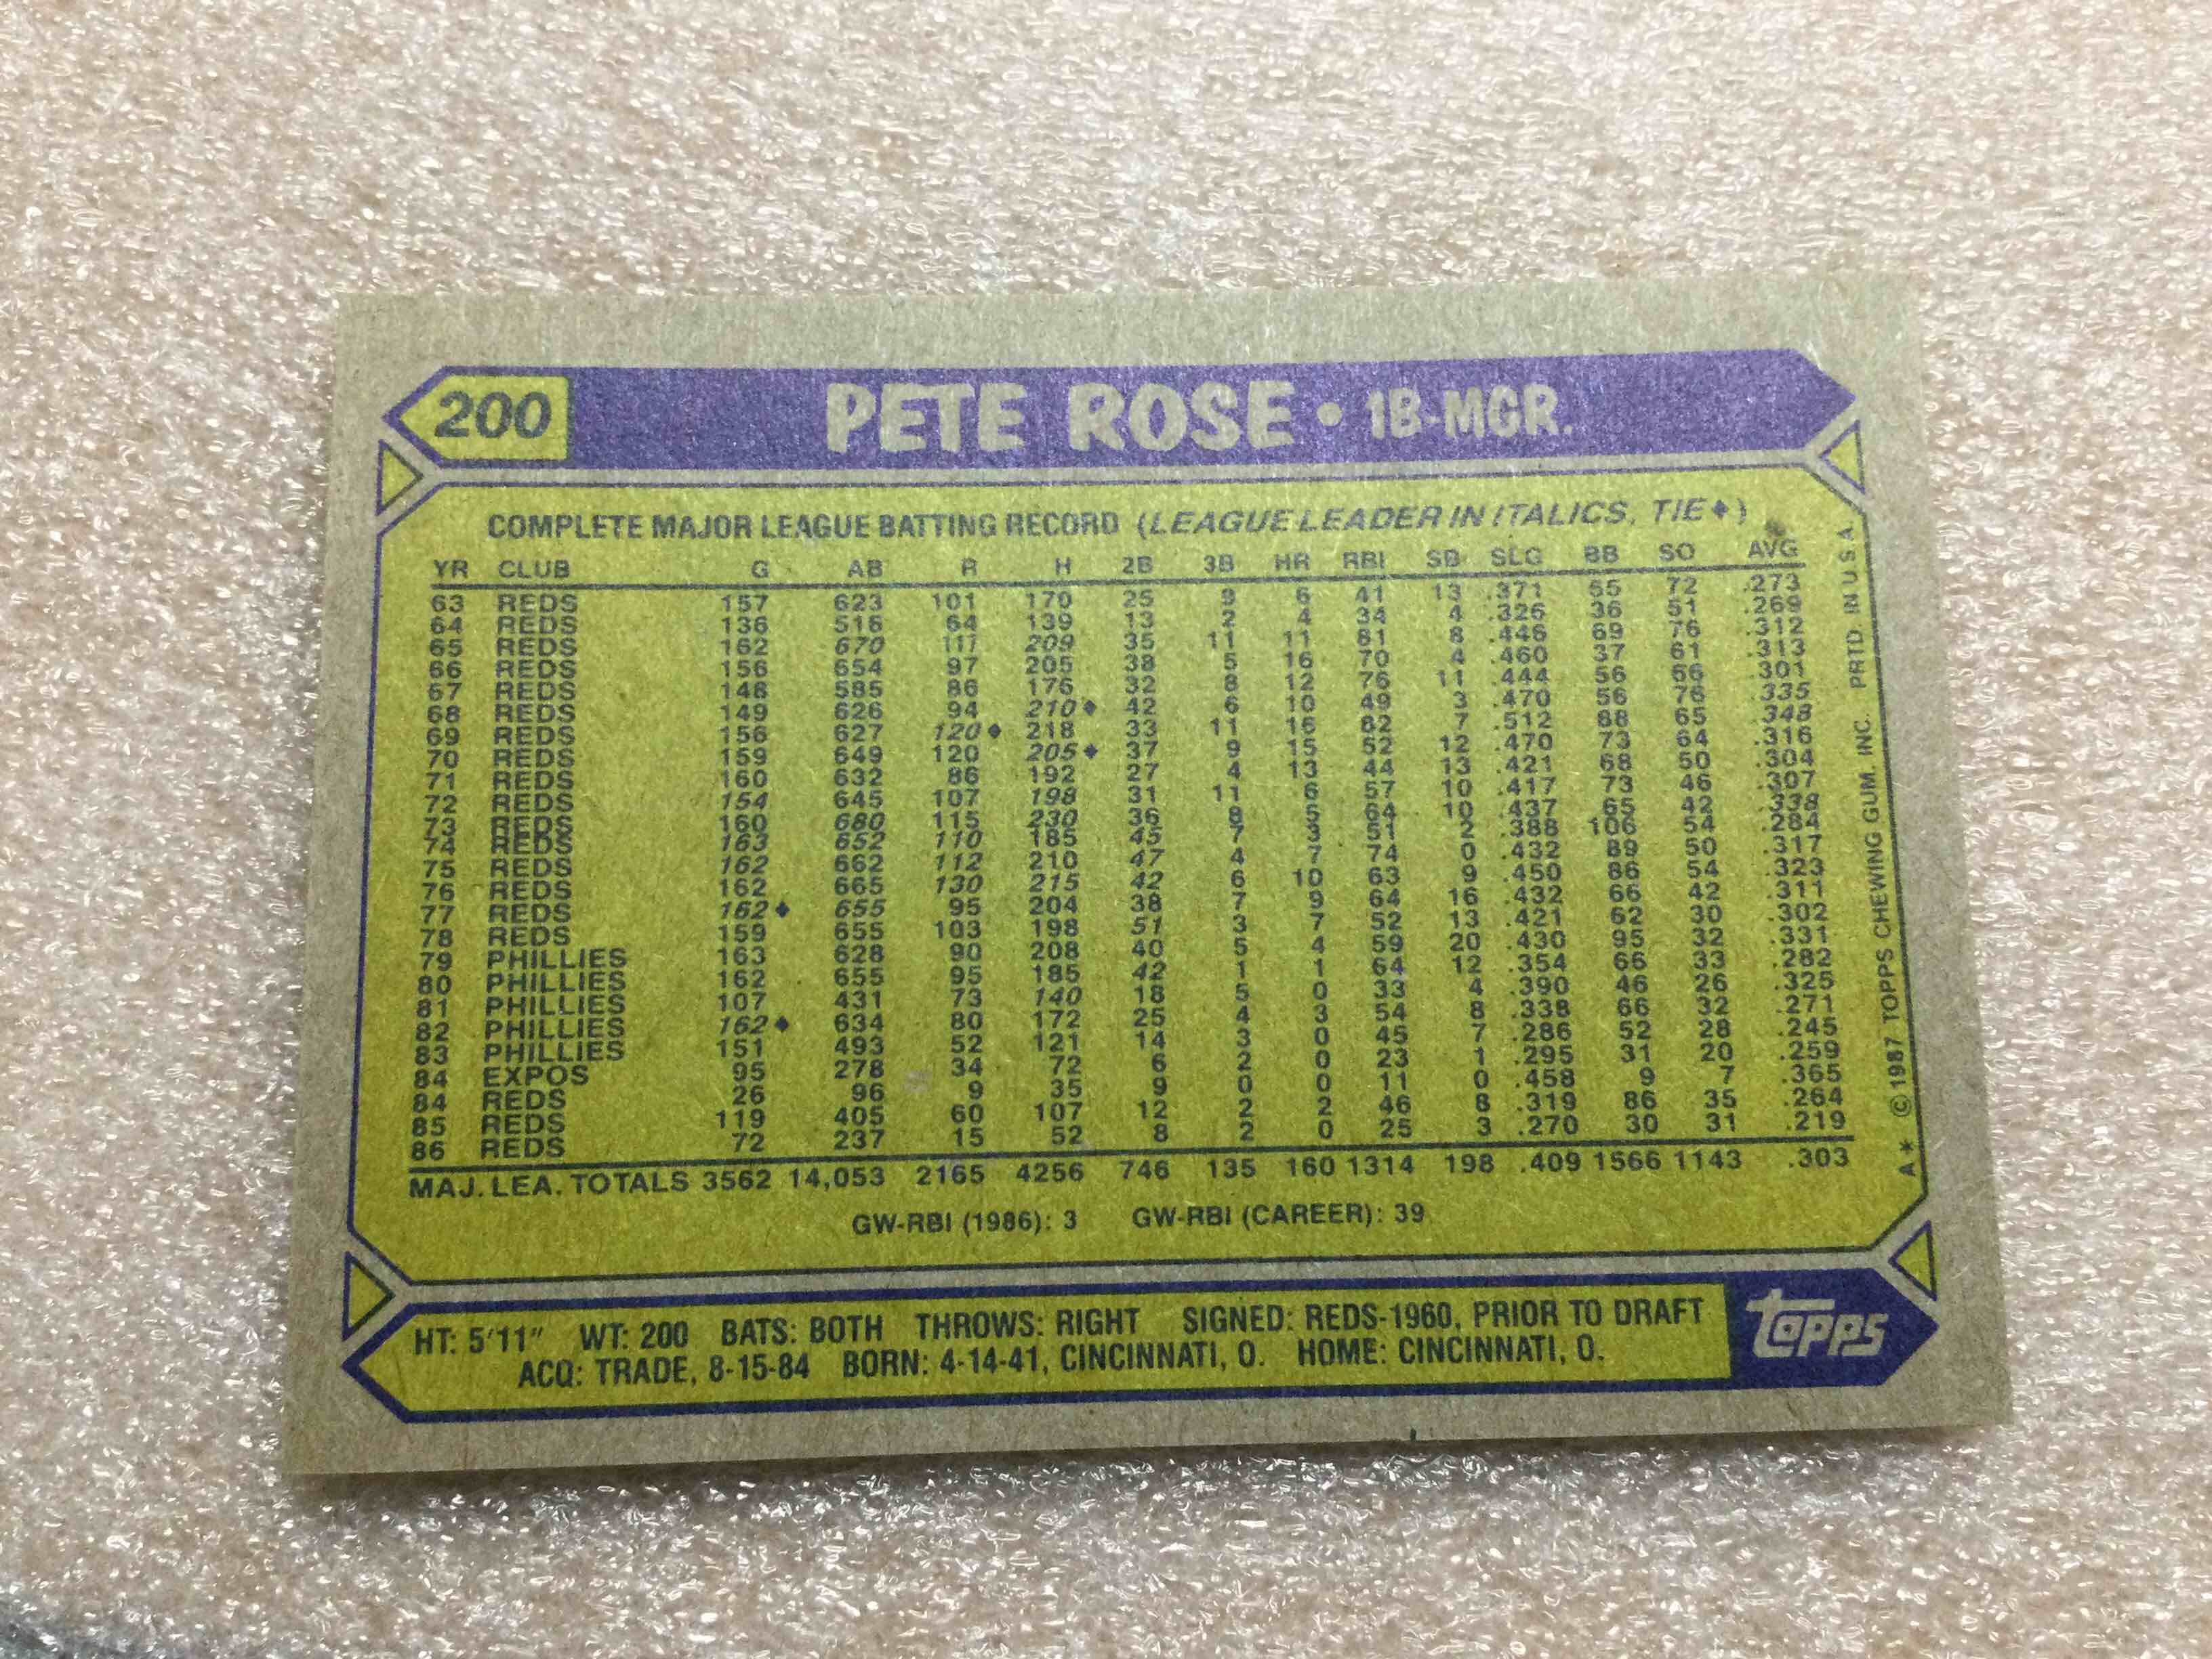 200 PETE ROSE • 1B-MGR.
COMPLETE MAJOR LEAGUE BATTING RECORD (LEAGUE LEADER IN ITALICS, TIE♦)
YR CLUB G AB R H 2B 3B HR RBI SB SLG BB SO AVG
63 REDS 157 623 101 170 25 9 6 41 13 .371 55 72 .273
64 REDS 136 516 64 139 13 2 4 34 4 .326 36 51 .269
65 REDS 162 670 117 209 35 11 11 81 8 .446 69 76 .312
66 REDS 156 654 97 205 38 5 16 70 4 .460 37 61 .313
67 REDS 148 585 86 176 32 8 12 76 11 .444 56 66 .301
68 REDS 149 626 94 210♦ 42 6 10 49 3 .470 56 76 .335
69 REDS 156 627 120♦ 218 33 11 16 82 7 .512 88 65 .348
70 REDS 159 649 120 205♦ 37 9 15 52 12 .470 73 64 .316
71 REDS 160 632 86 192 27 4 13 44 13 .421 68 50 .304
72 REDS 154 645 107 198 31 11 6 57 10 .417 73 46 .307
73 REDS 160 680 115 230 36 8 5 64 10 .437 65 42 .338
74 REDS 163 652 110 185 45 7 3 51 2 .388 106 54 .284
75 REDS 162 662 112 210 47 4 7 74 0 .432 89 50 .317
76 REDS 162 665 130 215 42 6 10 63 9 .450 86 54 .323
77 REDS 162♦ 655 95 204 38 7 9 64 16 .432 66 42 .311
78 REDS 159 655 103 198 51 3 7 52 13 .421 62 30 .302
79 PHILLIES 163 628 90 208 40 5 4 59 20 .430 95 32 .331
80 PHILLIES 162 655 95 185 42 1 1 64 12 .354 66 33 .282
81 PHILLIES 107 431 73 140 18 5 0 33 4 .390 46 26 .325
82 PHILLIES 162♦ 634 80 172 25 4 3 54 8 .338 66 32 .271
83 PHILLIES 151 493 52 121 14 3 0 45 7 .286 52 28 .245
84 EXPOS 95 278 34 72 6 2 0 23 1 .295 31 20 .259
84 REDS 26 96 9 35 9 0 0 11 0 .458 9 7 .365
85 REDS 119 405 60 107 12 2 2 46 8 .319 86 35 .264
86 REDS 72 237 15 52 8 2 0 25 3 .270 30 31 .219
MAJ. LEA. TOTALS 3562 14,053 2165 4256 746 135 160 1314 198 .409 1566 1143 .303
GW-RBI (1986): 3 GW-RBI (CAREER): 39
HT: 5'11" WT: 200 BATS: BOTH THROWS: RIGHT SIGNED: REDS-1960, PRIOR TO DRAFT
ACQ: TRADE, 8-15-84 BORN: 4-14-41, CINCINNATI, O. HOME: CINCINNATI, O.
Topps
A* © 1987 TOPPS CHEWING GUM, INC. PRTD. IN U.S.A.